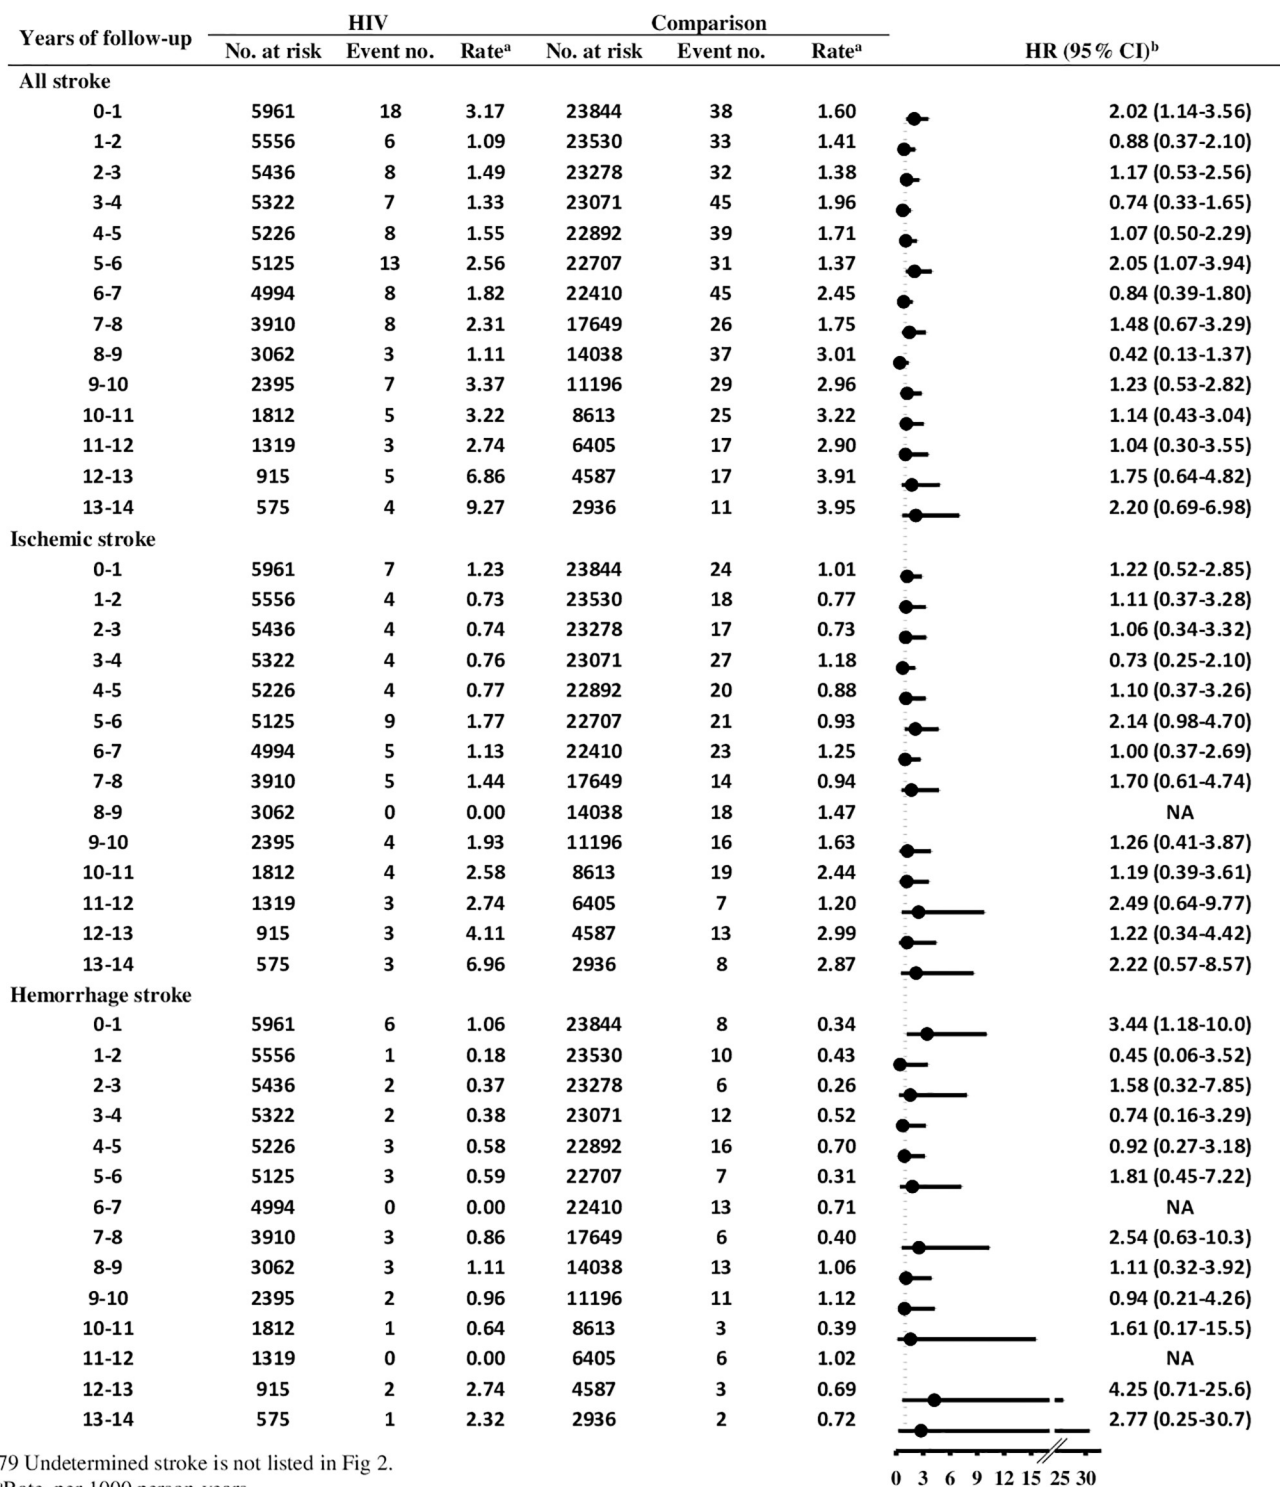 HIV Comparison
Years of follow-up No. at risk Event no. Rateᵃ No. at risk Event no. Rateᵃ HR (95% CI)ᵇ
All stroke
0-1 5961 18 3.17 23844 38 1.60 2.02 (1.14-3.56)
1-2 5556 6 1.09 23530 33 1.41 0.88 (0.37-2.10)
2-3 5436 8 1.49 23278 32 1.38 1.17 (0.53-2.56)
3-4 5322 7 1.33 23071 45 1.96 0.74 (0.33-1.65)
4-5 5226 8 1.55 22892 39 1.71 1.07 (0.50-2.29)
5-6 5125 13 2.56 22707 31 1.37 2.05 (1.07-3.94)
6-7 4994 8 1.82 22410 45 2.45 0.84 (0.39-1.80)
7-8 3910 8 2.31 17649 26 1.75 1.48 (0.67-3.29)
8-9 3062 3 1.11 14038 37 3.01 0.42 (0.13-1.37)
9-10 2395 7 3.37 11196 29 2.96 1.23 (0.53-2.82)
10-11 1812 5 3.22 8613 25 3.22 1.14 (0.43-3.04)
11-12 1319 3 2.74 6405 17 2.90 1.04 (0.30-3.55)
12-13 915 5 6.86 4587 17 3.91 1.75 (0.64-4.82)
13-14 575 4 9.27 2936 11 3.95 2.20 (0.69-6.98)
Ischemic stroke
0-1 5961 7 1.23 23844 24 1.01 1.22 (0.52-2.85)
1-2 5556 4 0.73 23530 18 0.77 1.11 (0.37-3.28)
2-3 5436 4 0.74 23278 17 0.73 1.06 (0.34-3.32)
3-4 5322 4 0.76 23071 27 1.18 0.73 (0.25-2.10)
4-5 5226 4 0.77 22892 20 0.88 1.10 (0.37-3.26)
5-6 5125 9 1.77 22707 21 0.93 2.14 (0.98-4.70)
6-7 4994 5 1.13 22410 23 1.25 1.00 (0.37-2.69)
7-8 3910 5 1.44 17649 14 0.94 1.70 (0.61-4.74)
8-9 3062 0 0.00 14038 18 1.47 NA
9-10 2395 4 1.93 11196 16 1.63 1.26 (0.41-3.87)
10-11 1812 4 2.58 8613 19 2.44 1.19 (0.39-3.61)
11-12 1319 3 2.74 6405 7 1.20 2.49 (0.64-9.77)
12-13 915 3 4.11 4587 13 2.99 1.22 (0.34-4.42)
13-14 575 3 6.96 2936 8 2.87 2.22 (0.57-8.57)
Hemorrhage stroke
0-1 5961 6 1.06 23844 8 0.34 3.44 (1.18-10.0)
1-2 5556 1 0.18 23530 10 0.43 0.45 (0.06-3.52)
2-3 5436 2 0.37 23278 6 0.26 1.58 (0.32-7.85)
3-4 5322 2 0.38 23071 12 0.52 0.74 (0.16-3.29)
4-5 5226 3 0.58 22892 16 0.70 0.92 (0.27-3.18)
5-6 5125 3 0.59 22707 7 0.31 1.81 (0.45-7.22)
6-7 4994 0 0.00 22410 13 0.71 NA
7-8 3910 3 0.86 17649 6 0.40 2.54 (0.63-10.3)
8-9 3062 3 1.11 14038 13 1.06 1.11 (0.32-3.92)
9-10 2395 2 0.96 11196 11 1.12 0.94 (0.21-4.26)
10-11 1812 1 0.64 8613 3 0.39 1.61 (0.17-15.5)
11-12 1319 0 0.00 6405 6 1.02 NA
12-13 915 2 2.74 4587 3 0.69 4.25 (0.71-25.6)
13-14 575 1 2.32 2936 2 0.72 2.77 (0.25-30.7)
79 Undetermined stroke is not listed in Fig 2.
0 3 6 9 12 15 25 30